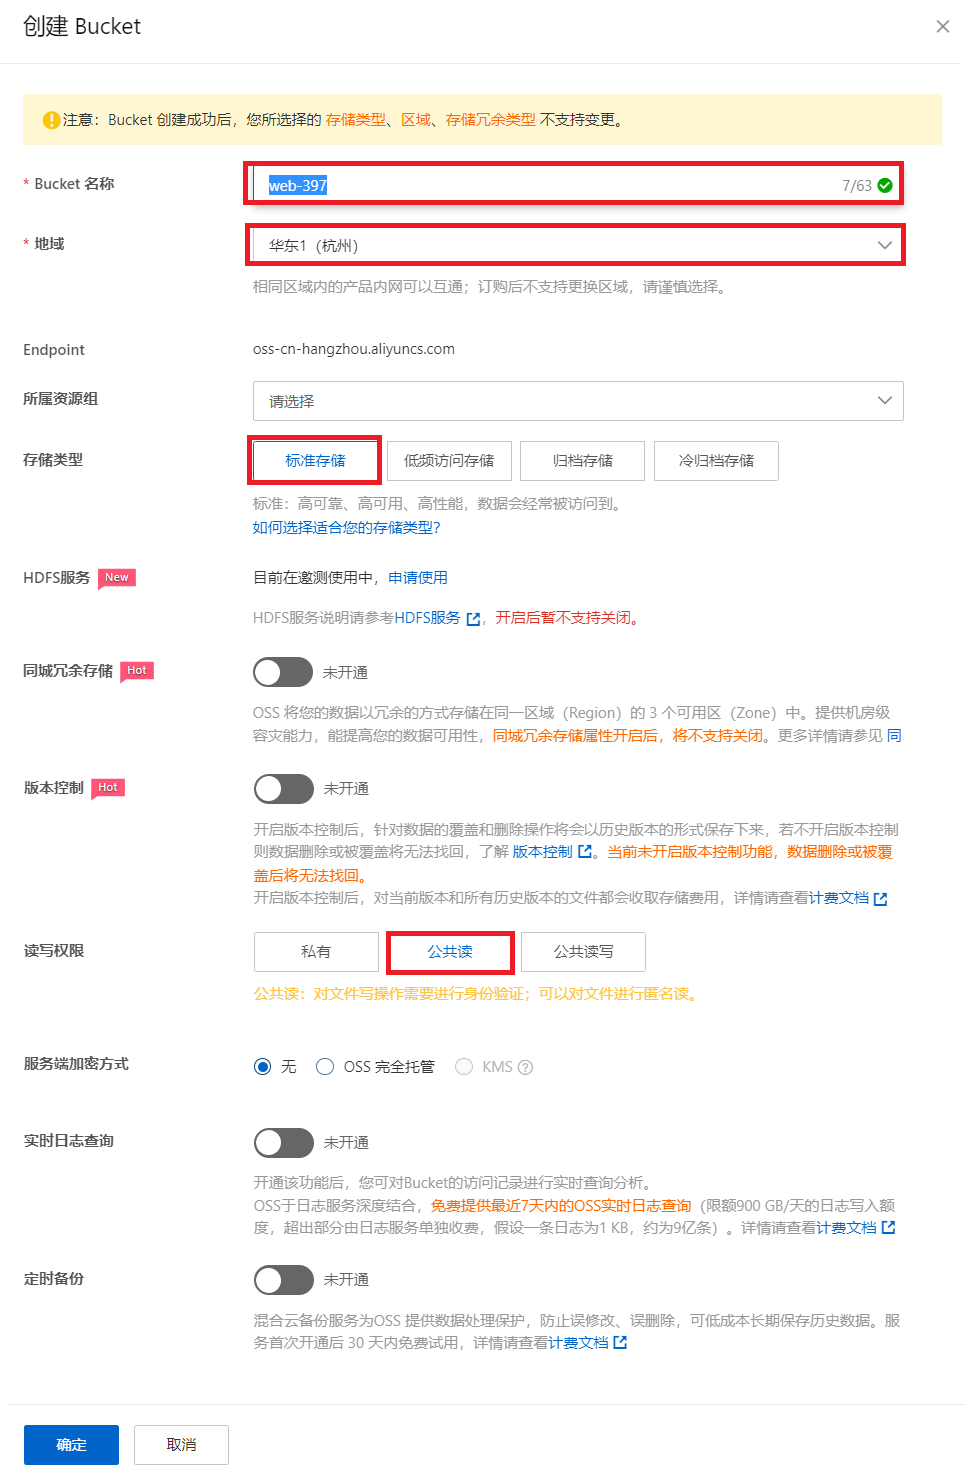 创建 Bucket
注意：Bucket 创建成功后，您所选择的 存储类型、区域、存储冗余类型 不支持变更。
* Bucket 名称
web-397
7/63
* 地域
华东1（杭州）
相同区域内的产品内网可以互通；订购后不支持更换区域，请谨慎选择。
Endpoint
oss-cn-hangzhou.aliyuncs.com
所属资源组
请选择
存储类型
标准存储 低频访问存储 归档存储 冷归档存储
标准：高可靠、高可用、高性能，数据会经常被访问到。
如何选择适合您的存储类型？
HDFS服务 New
目前在邀测使用中，申请使用
HDFS服务说明请参考HDFS服务 ，开启后暂不支持关闭。
同城冗余存储 Hot
未开通
OSS 将您的数据以冗余的方式存储在同一区域（Region）的 3 个可用区（Zone）中。提供机房级
容灾能力，能提高您的数据可用性，同城冗余存储属性开启后，将不支持关闭。更多详情请参见 同
版本控制 Hot
未开通
开启版本控制后，针对数据的覆盖和删除操作将会以历史版本的形式保存下来，若不开启版本控制
则数据删除或被覆盖将无法找回，了解 版本控制 。当前未开启版本控制功能，数据删除或被覆
盖后将无法找回。
开启版本控制后，对当前版本和所有历史版本的文件都会收取存储费用，详情请查看计费文档
读写权限
私有 公共读 公共读写
公共读：对文件写操作需要进行身份验证；可以对文件进行匿名读。
服务端加密方式
无 OSS 完全托管 KMS ?
实时日志查询
未开通
开通该功能后，您可对Bucket的访问记录进行实时查询分析。
OSS于日志服务深度结合，免费提供最近7天内的OSS实时日志查询（限额900 GB/天的日志写入额
度，超出部分由日志服务单独收费，假设一条日志为1 KB，约为9亿条）。详情请查看计费文档
定时备份
未开通
混合云备份服务为OSS 提供数据处理保护，防止误修改、误删除，可低成本长期保存历史数据。服
务首次开通后 30 天内免费试用，详情请查看计费文档
确定 取消